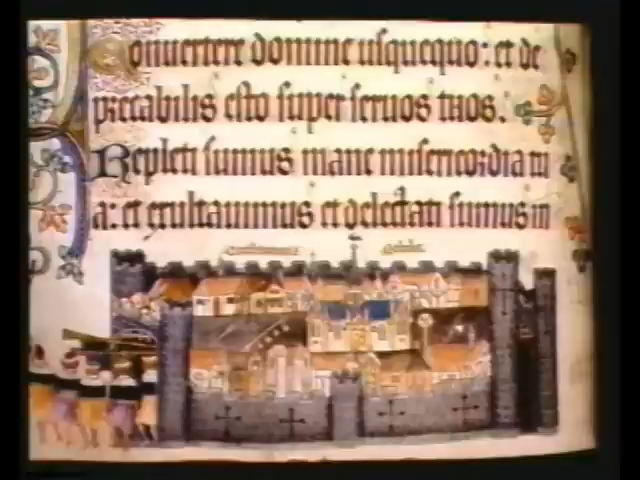 Conuertere domine usquequo: et de
precabilis esto super seruos tuos.
Repleti sumus mane misericordia tu
a: et exultauimus et delectati sumus in